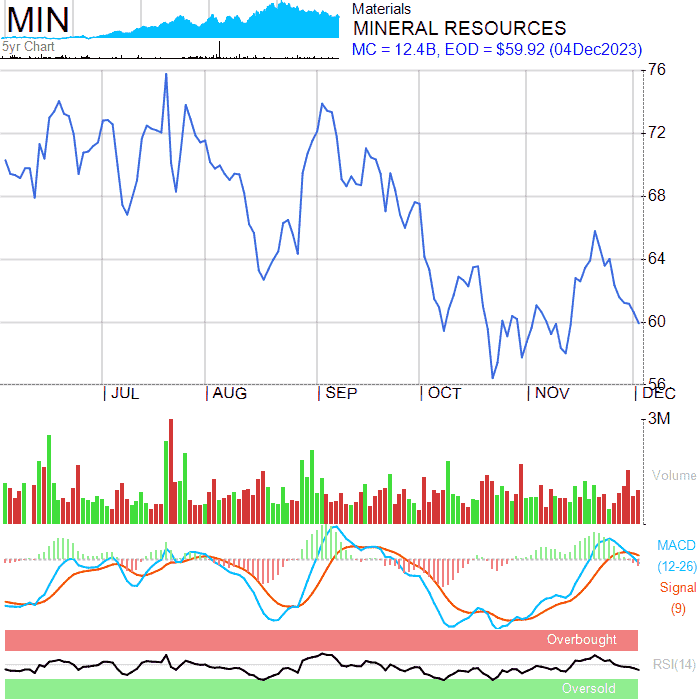 MIN
5yr Chart
Materials
MINERAL RESOURCES
MC = 12.4B, EOD = $59.92 (04Dec2023)
76
72
68
64
60
56
JUL AUG SEP OCT NOV DEC
3M
Volume
MACD
(12-26)
Signal
(9)
Overbought
RSI(14)
Oversold